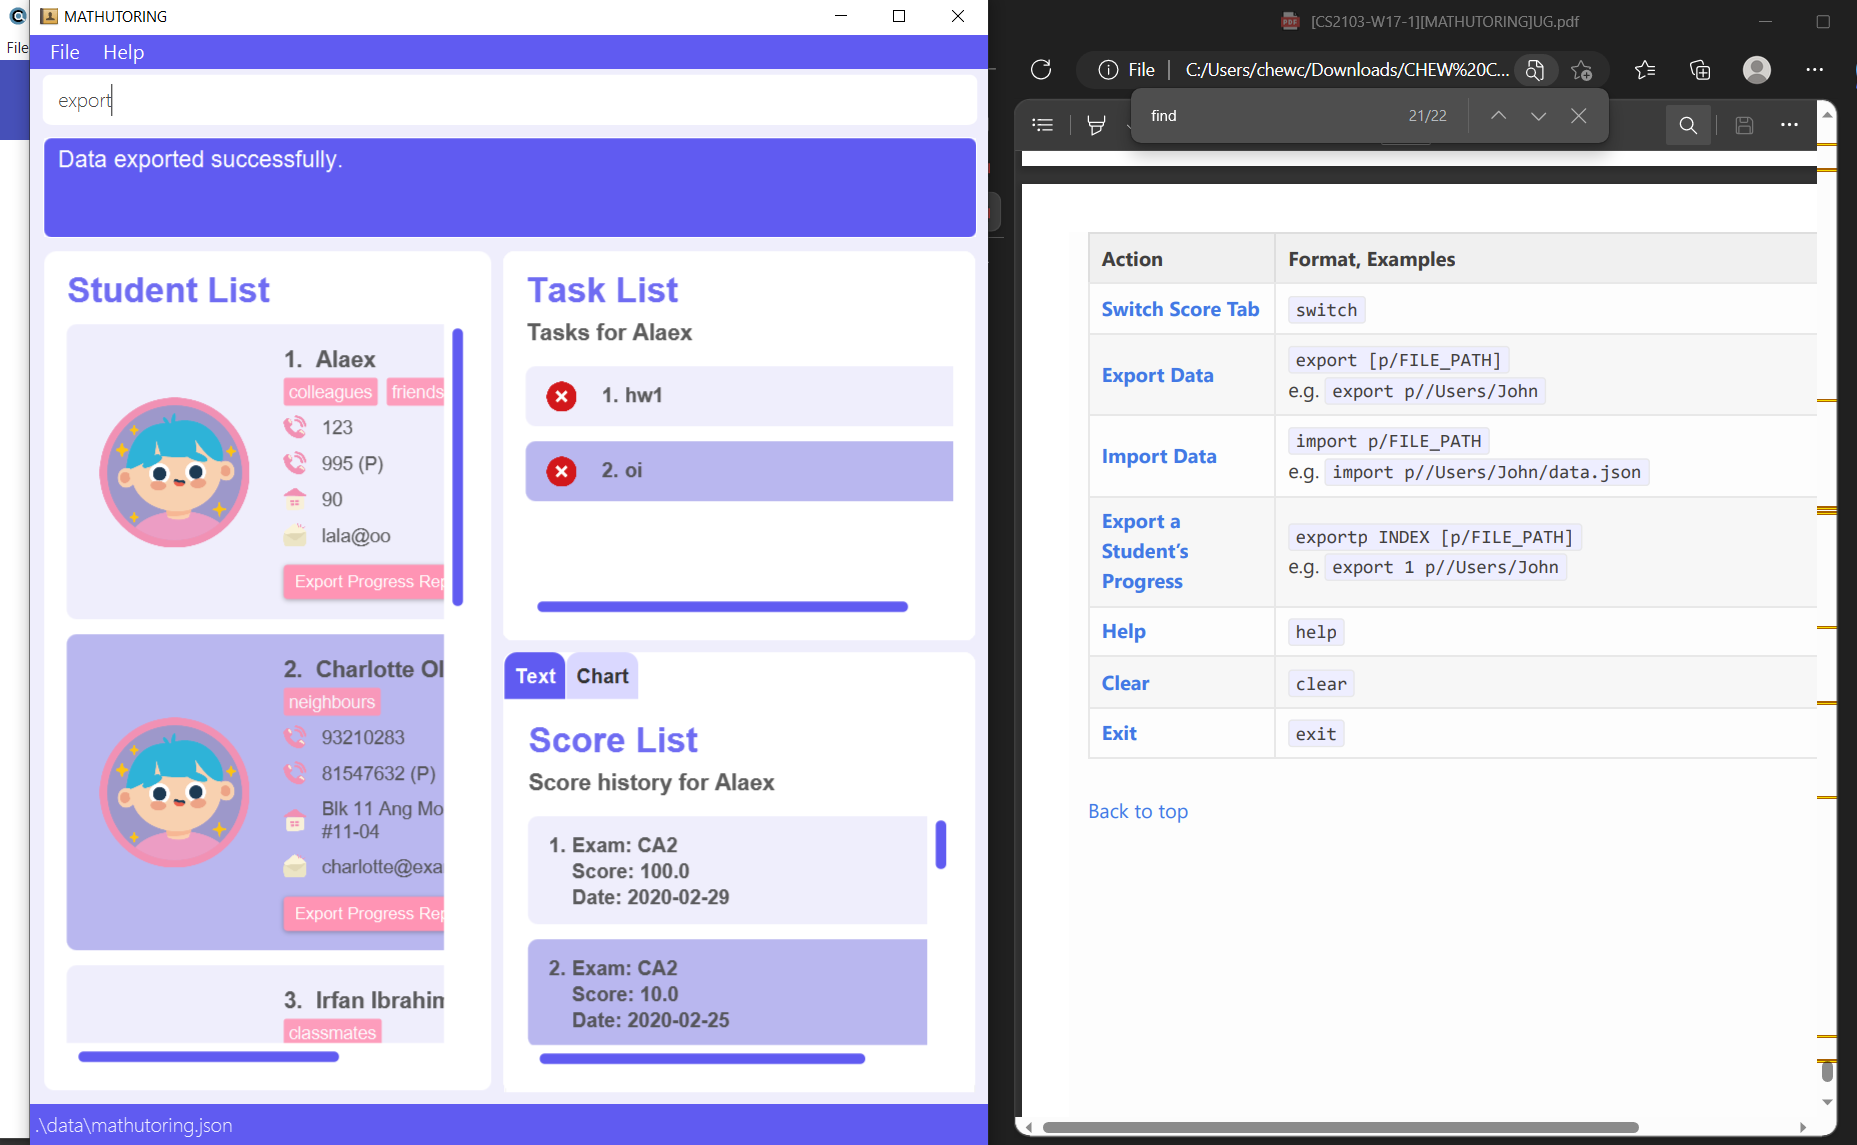 File
MATHUTORING
File Help
export
Data exported successfully.
Student List
1. Alaex
colleagues friends
123
995 (P)
90
lala@oo
Export Progress Rep
2. Charlotte Ol
neighbours
93210283
81547632 (P)
Blk 11 Ang Mo
#11-04
charlotte@exa
Export Progress Rep
3. Irfan Ibrahim
classmates
Task List
Tasks for Alaex
1. hw1
2. oi
Text Chart
Score List
Score history for Alaex
1. Exam: CA2
Score: 100.0
Date: 2020-02-29
2. Exam: CA2
Score: 10.0
Date: 2020-02-25
.\data\mathutoring.json
[CS2103-W17-1][MATHUTORING]UG.pdf
File C:/Users/chewc/Downloads/CHEW%20C...
find 21/22
Action Format, Examples
Switch Score Tab switch
Export Data export [p/FILE_PATH]
e.g. export p//Users/John
Import Data import p/FILE_PATH
e.g. import p//Users/John/data.json
Export a
Student’s
Progress
exportp INDEX [p/FILE_PATH]
e.g. export 1 p//Users/John
Help help
Clear clear
Exit exit
Back to top